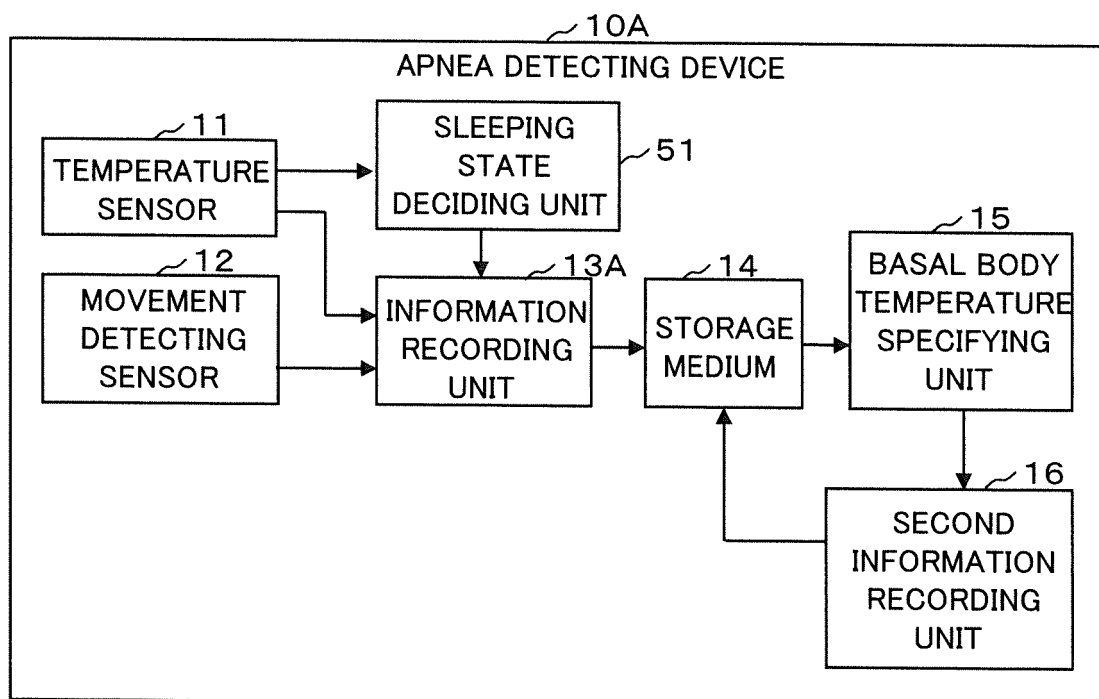 10A
APNEA DETECTING DEVICE
11
TEMPERATURE
SENSOR
SLEEPING
STATE
DECIDING UNIT
51
12
MOVEMENT
DETECTING
SENSOR
13A
INFORMATION
RECORDING
UNIT
14
STORAGE
MEDIUM
15
BASAL BODY
TEMPERATURE
SPECIFYING
UNIT
16
SECOND
INFORMATION
RECORDING
UNIT